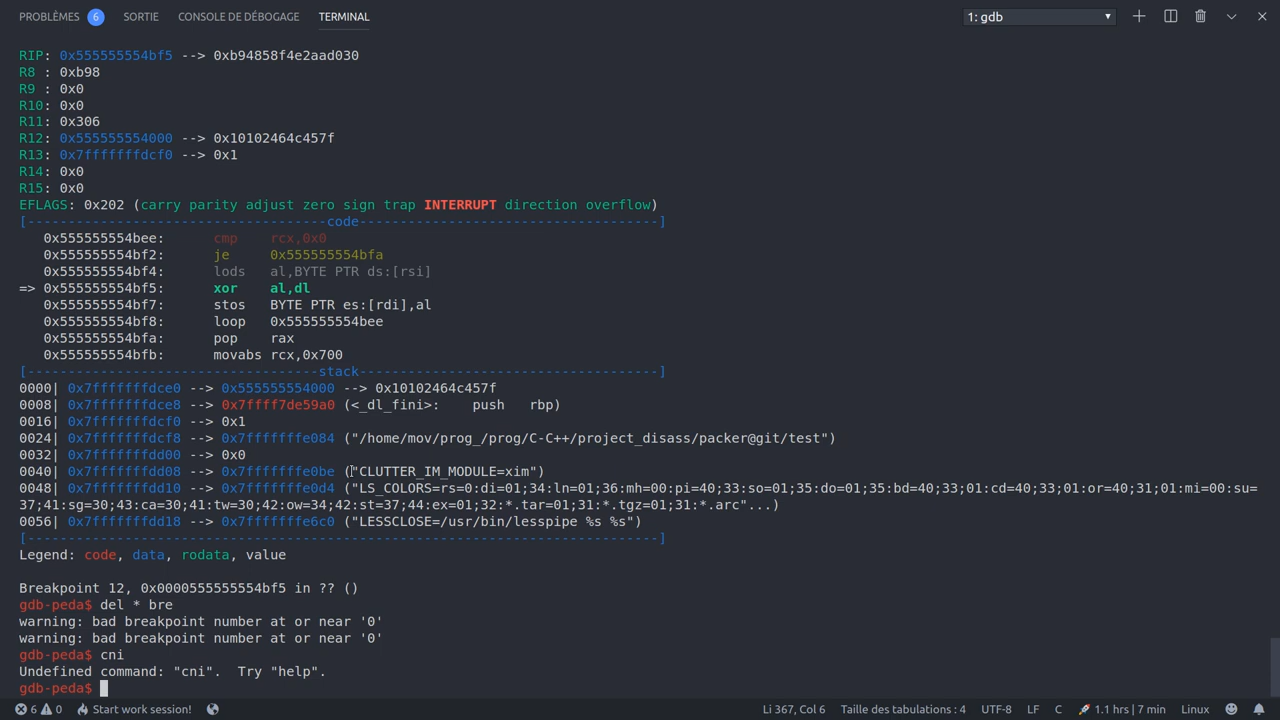 PROBLÈMES 6 SORTIE CONSOLE DE DÉBOGAGE TERMINAL 1: gdb
RIP: 0x555555554bf5 --> 0xb94858f4e2aad030
R8 : 0xb98
R9 : 0x0
R10: 0x0
R11: 0x306
R12: 0x555555554000 --> 0x10102464c457f
R13: 0x7fffffffdcf0 --> 0x1
R14: 0x0
R15: 0x0
EFLAGS: 0x202 (carry parity adjust zero sign trap INTERRUPT direction overflow)
[-------------------------------------code-------------------------------------]
   0x555555554bee:      cmp    rcx,0x0
   0x555555554bf2:      je     0x555555554bfa
   0x555555554bf4:      lods   al,BYTE PTR ds:[rsi]
=> 0x555555554bf5:      xor    al,dl
   0x555555554bf7:      stos   BYTE PTR es:[rdi],al
   0x555555554bf8:      loop   0x555555554bee
   0x555555554bfa:      pop    rax
   0x555555554bfb:      movabs rcx,0x700
[------------------------------------stack-------------------------------------]
0000| 0x7fffffffdce0 --> 0x555555554000 --> 0x10102464c457f
0008| 0x7fffffffdce8 --> 0x7ffff7de59a0 (<_dl_fini>:    push   rbp)
0016| 0x7fffffffdcf0 --> 0x1
0024| 0x7fffffffdcf8 --> 0x7fffffffe084 ("/home/mov/prog_/prog/C-C++/project_disass/packer@git/test")
0032| 0x7fffffffdd00 --> 0x0
0040| 0x7fffffffdd08 --> 0x7fffffffe0be ("CLUTTER_IM_MODULE=xim")
0048| 0x7fffffffdd10 --> 0x7fffffffe0d4 ("LS_COLORS=rs=0:di=01;34:ln=01;36:mh=00:pi=40;33:so=01;35:do=01;35:bd=40;33;01:cd=40;33;01:or=40;31;01:mi=00:su=
37;41:sg=30;43:ca=30;41:tw=30;42:ow=34;42:st=37;44:ex=01;32:*.tar=01;31:*.tgz=01;31:*.arc"...)
0056| 0x7fffffffdd18 --> 0x7fffffffe6c0 ("LESSCLOSE=/usr/bin/lesspipe %s %s")
[------------------------------------------------------------------------------]
Legend: code, data, rodata, value
Breakpoint 12, 0x0000555555554bf5 in ?? ()
gdb-peda$ del * bre
warning: bad breakpoint number at or near '0'
warning: bad breakpoint number at or near '0'
gdb-peda$ cni
Undefined command: "cni".  Try "help".
gdb-peda$
6 0 Start work session! Li 367, Col 6 Taille des tabulations : 4 UTF-8 LF C 1.1 hrs | 7 min Linux